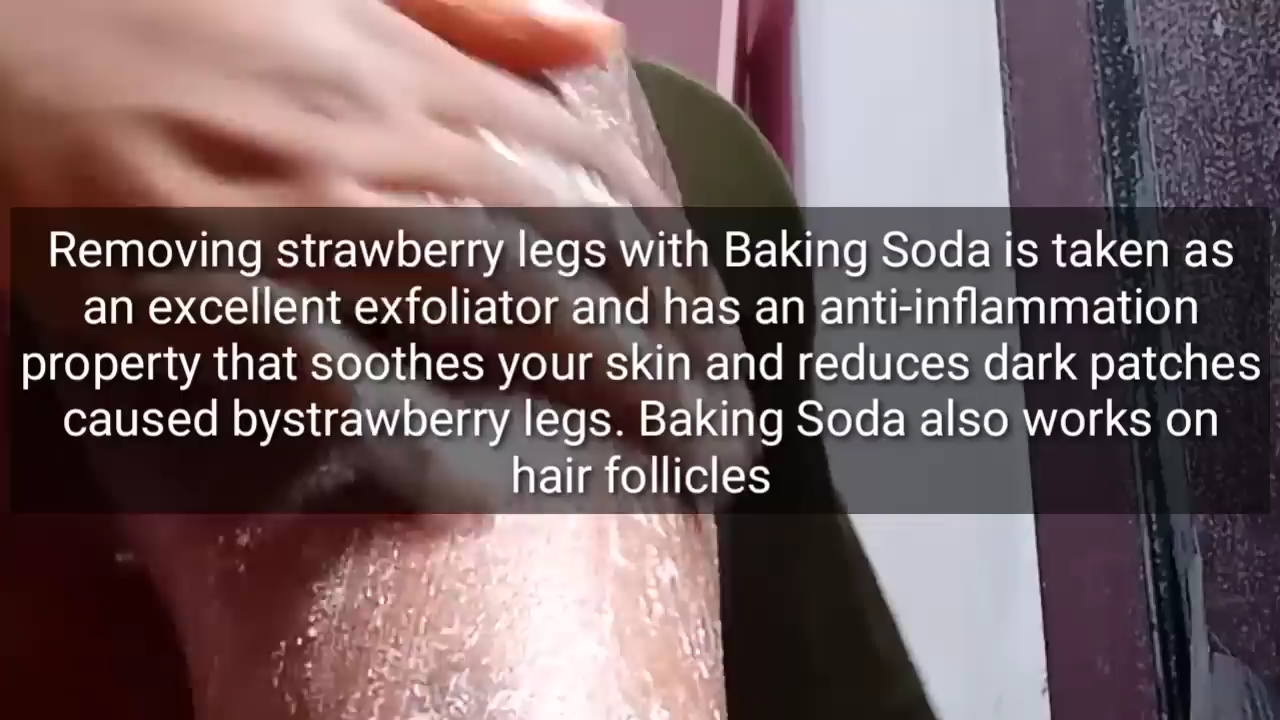 Removing strawberry legs with Baking Soda is taken as
an excellent exfoliator and has an anti-inflammation
property that soothes your skin and reduces dark patches
caused bystrawberry legs. Baking Soda also works on
hair follicles